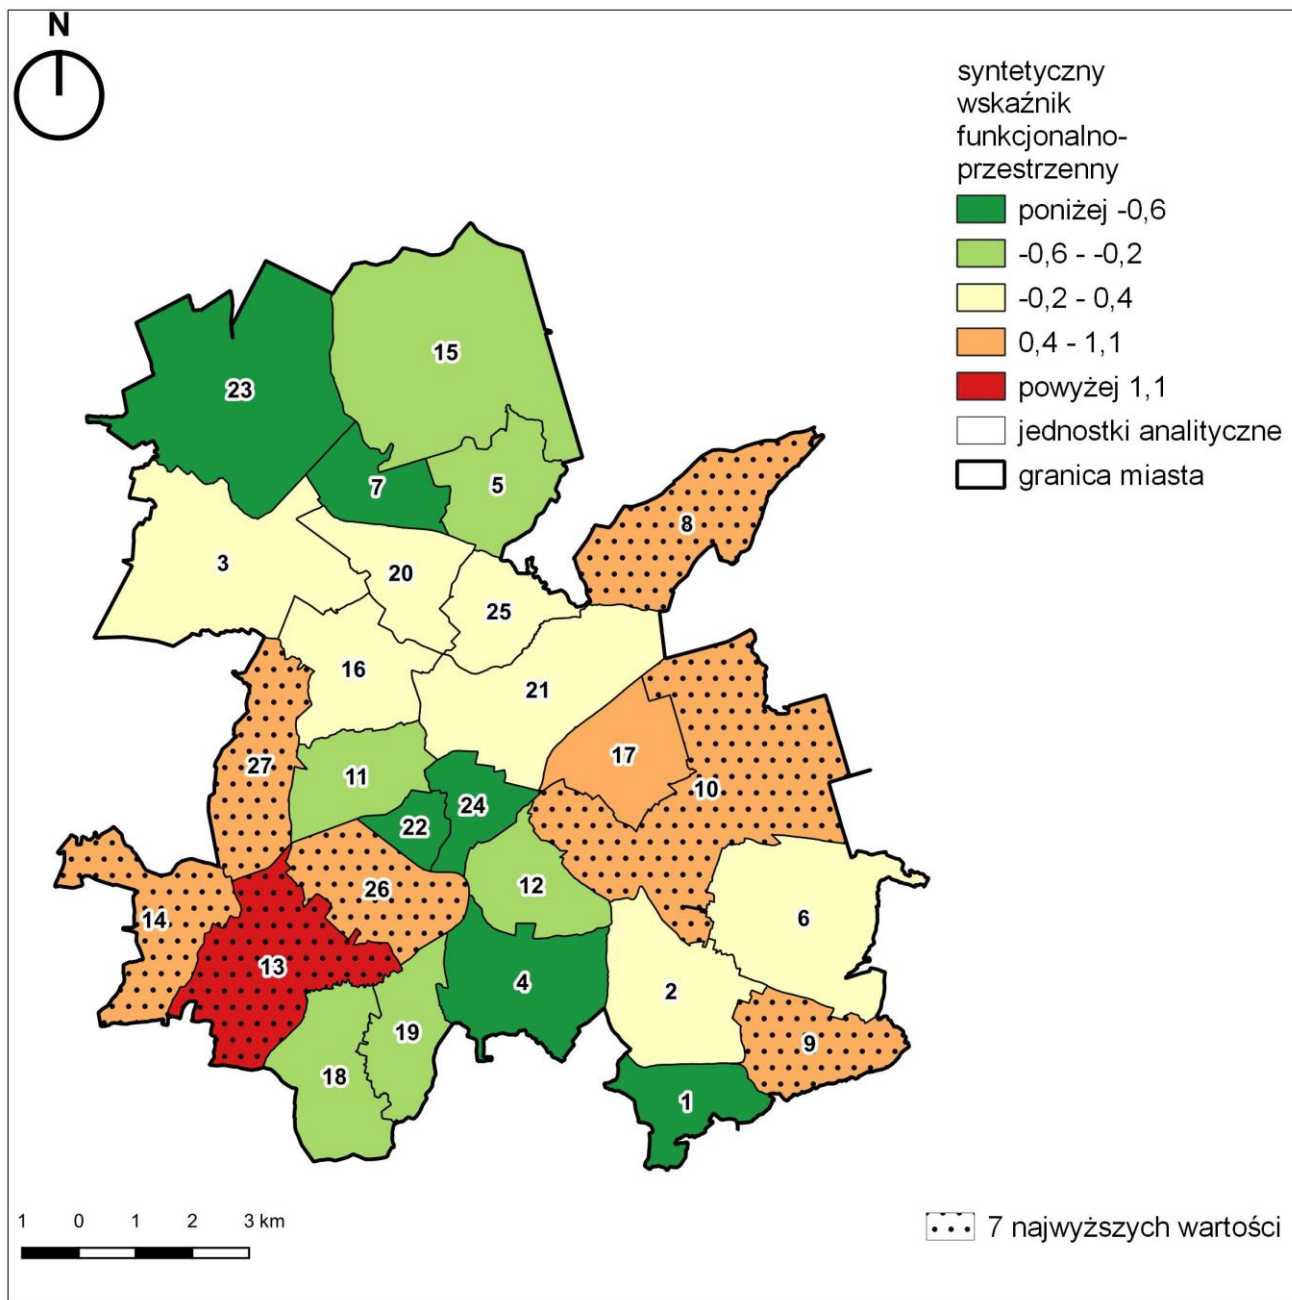 N
syntetyczny
wskaźnik
funkcjonalno-
przestrzenny
poniżej -0,6
-0,6 - -0,2
-0,2 - 0,4
0,4 - 1,1
powyżej 1,1
jednostki analityczne
granica miasta
15
23
7
5
8
3
20
25
16
21
27
11
17
10
24
22
26
12
14
6
13
4
2
19
9
18
1
1 0 1 2 3 km
7 najwyższych wartości